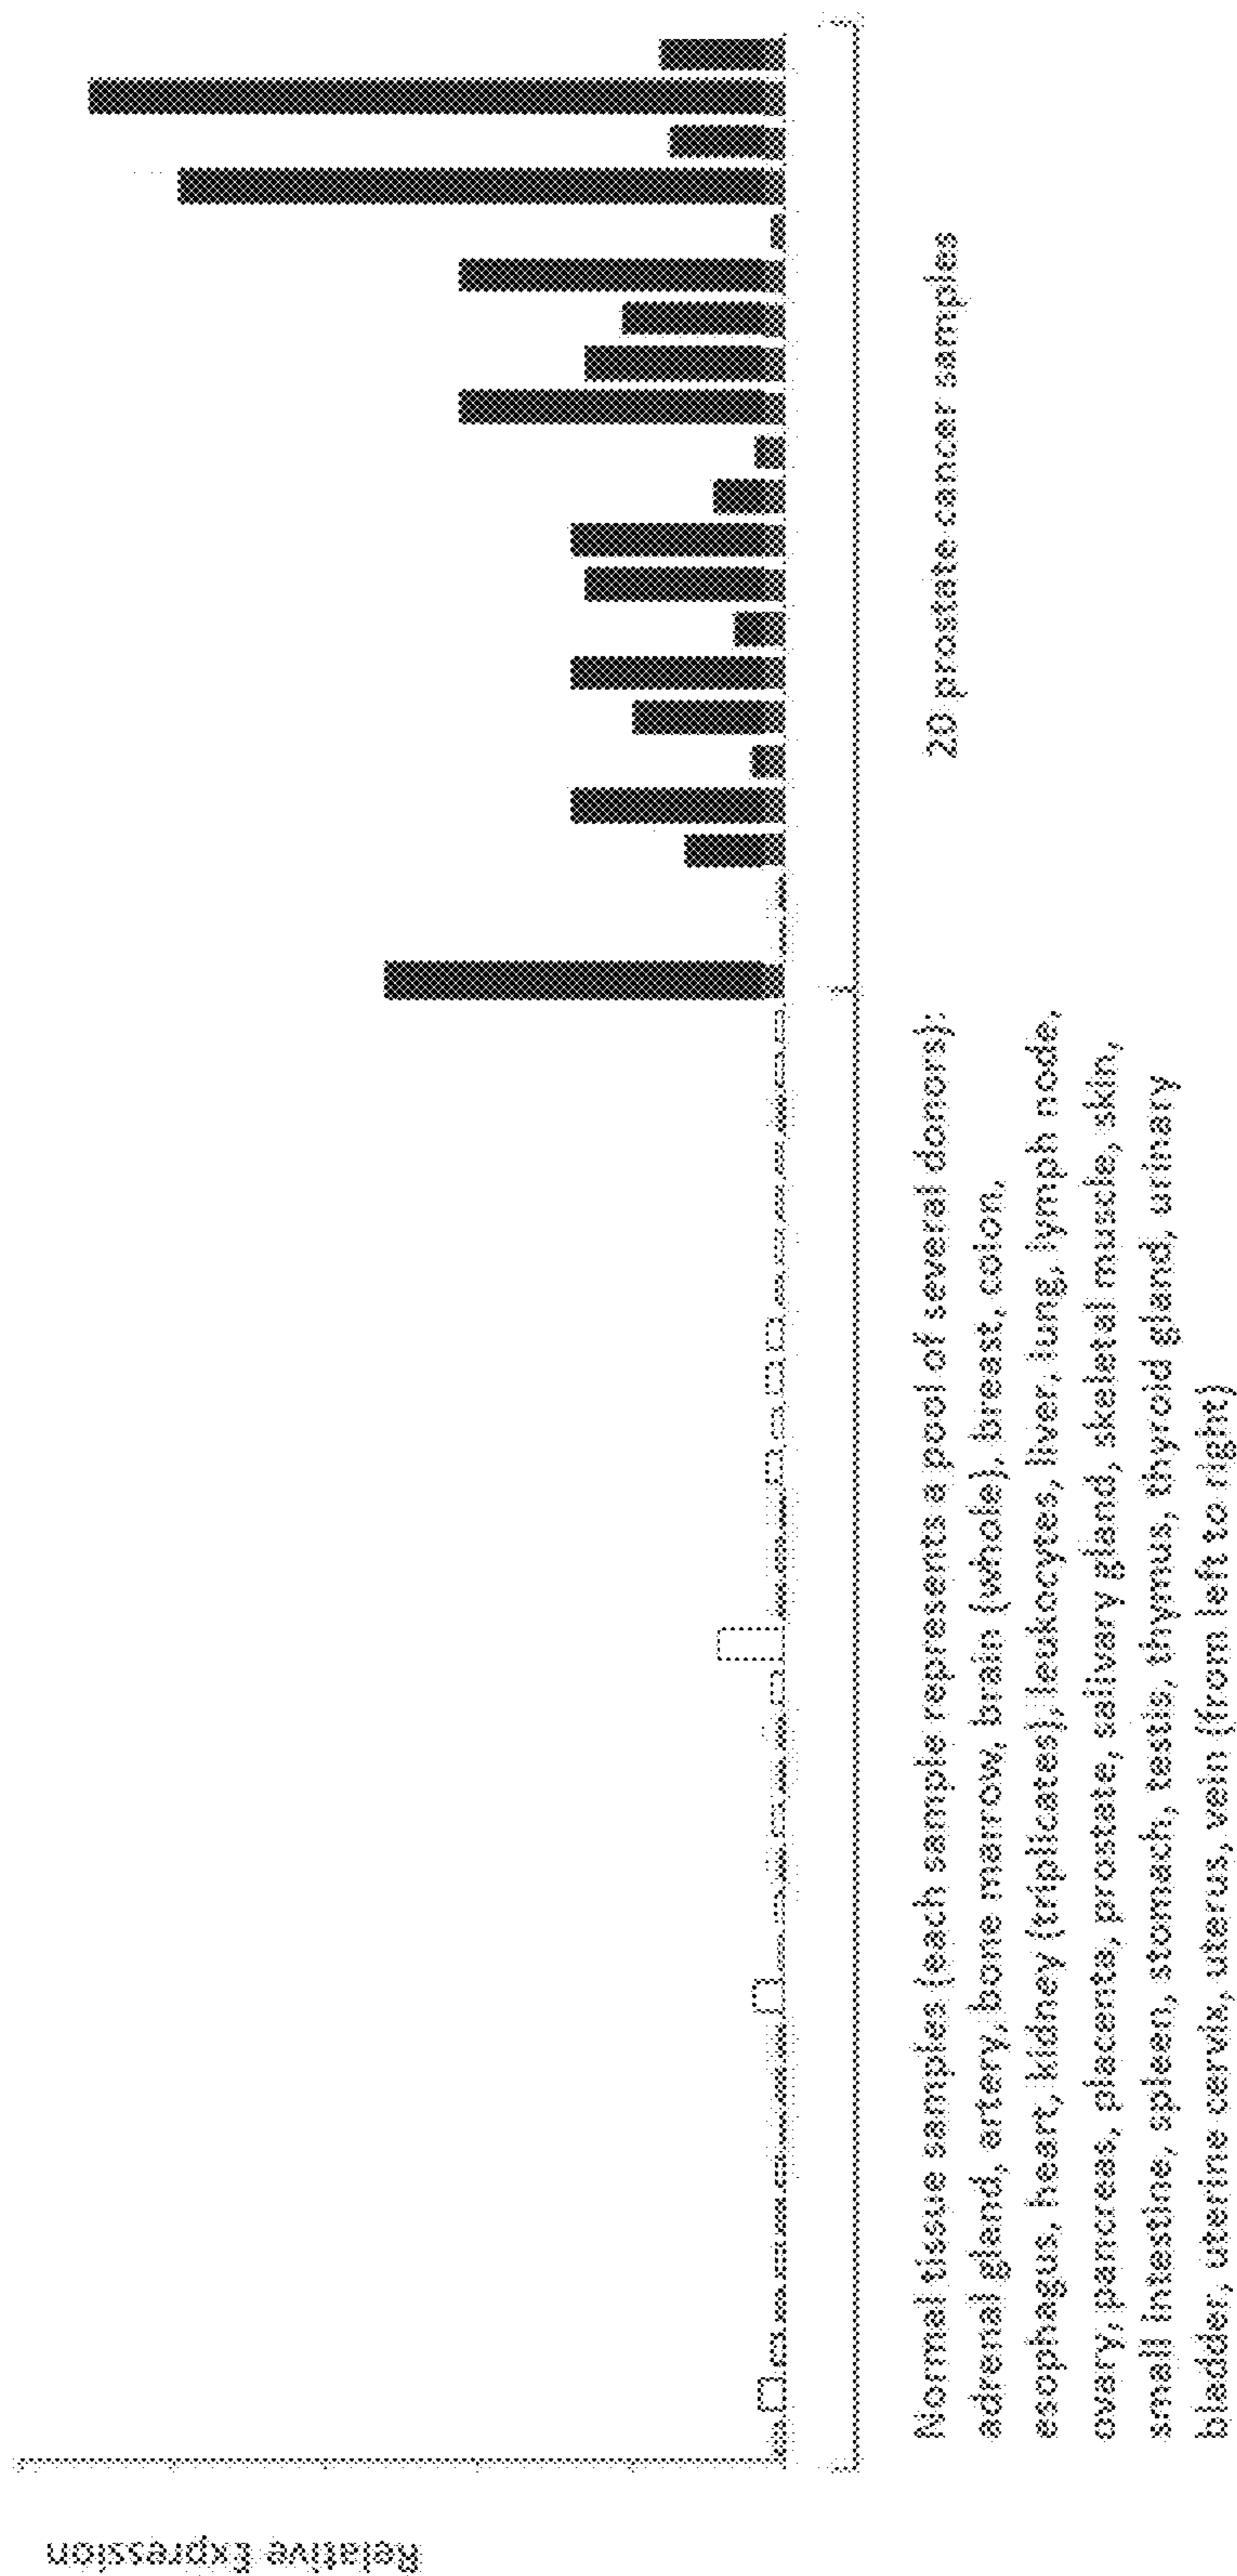 Relative Expression
20 prostate cancer samples
Normal tissue samples (each sample represents a pool of several donors):
adrenal gland, artery, bone marrow, brain (whole), breast, colon,
esophagus, heart, kidney (triplicates), leukocytes, liver, lung, lymph node,
ovary, pancreas, placenta, prostate, salivary gland, skeletal muscle, skin,
small intestine, spleen, stomach, testis, thymus, thyroid gland, urinary
bladder, uterine cervix, uterus, vein (from left to right)